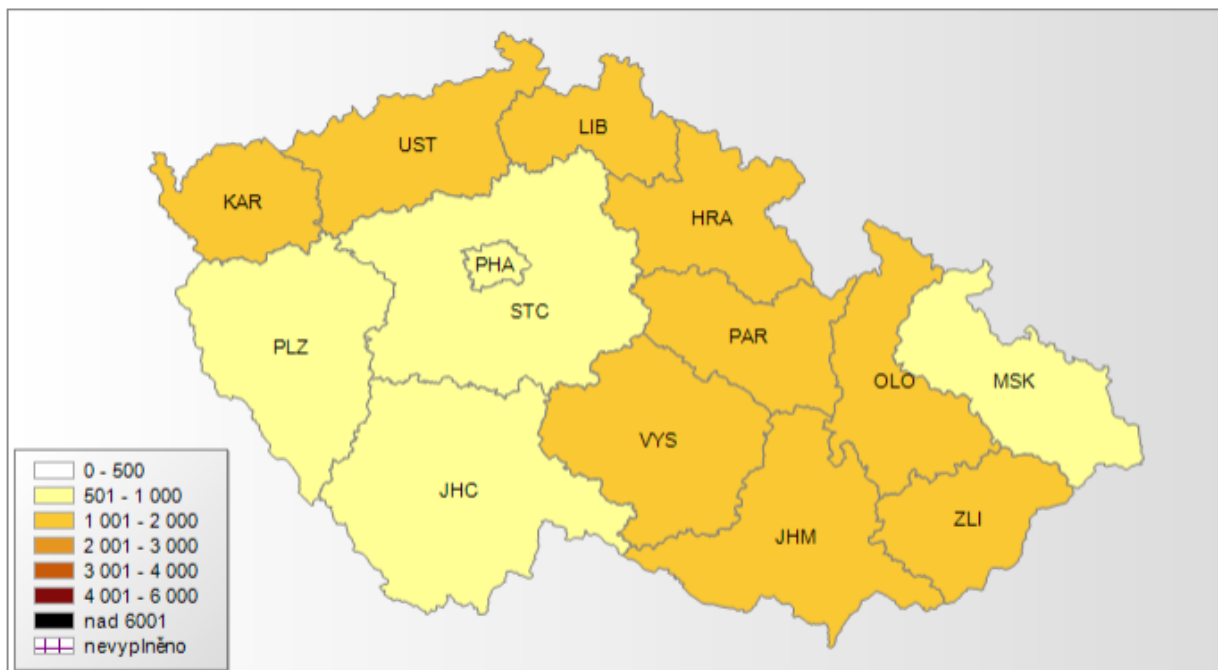 LIB
UST
KAR
HRA
PHA
STC
PAR
PLZ
OLO
MSK
VYS
JHC
ZLI
JHM
0 - 500
501 - 1 000
1 001 - 2 000
2 001 - 3 000
3 001 - 4 000
4 001 - 6 000
nad 6001
nevyplněno